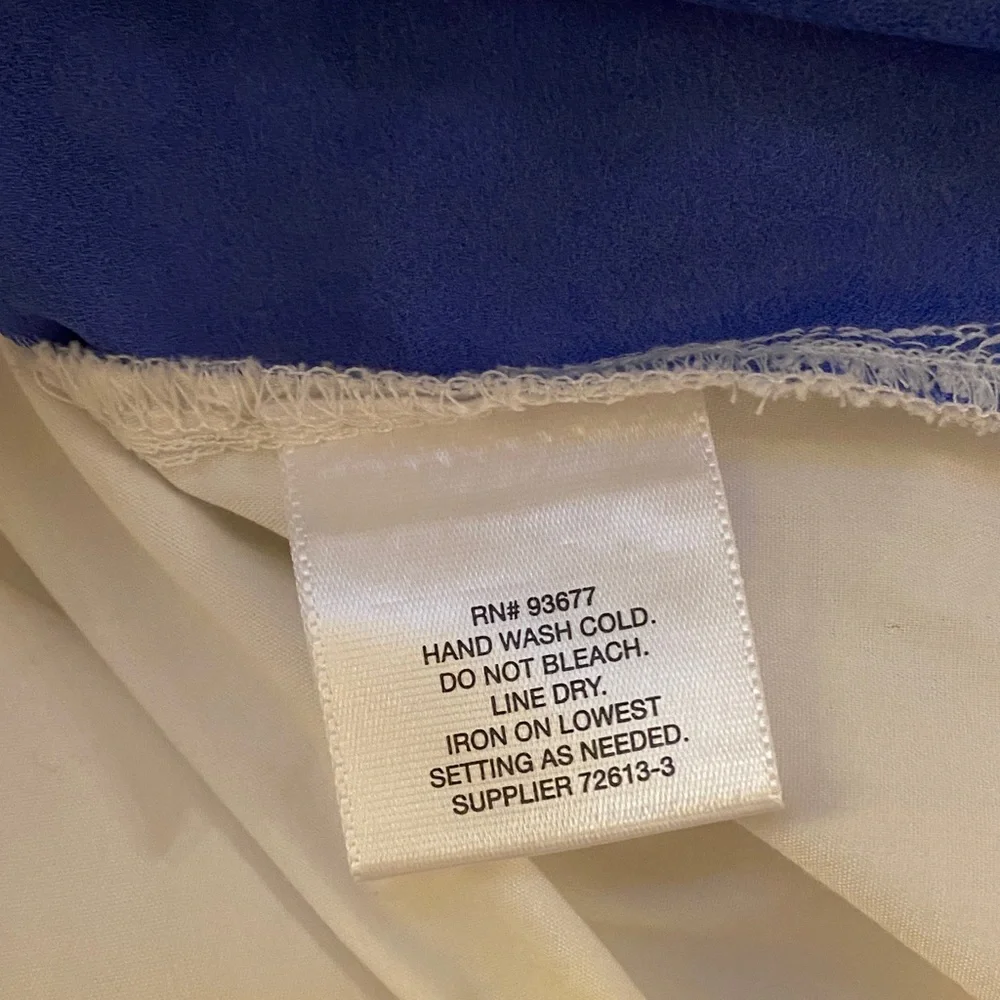 RN# 93677
HAND WASH COLD.
DO NOT BLEACH.
LINE DRY.
IRON ON LOWEST
SETTING AS NEEDED.
SUPPLIER 72613-3